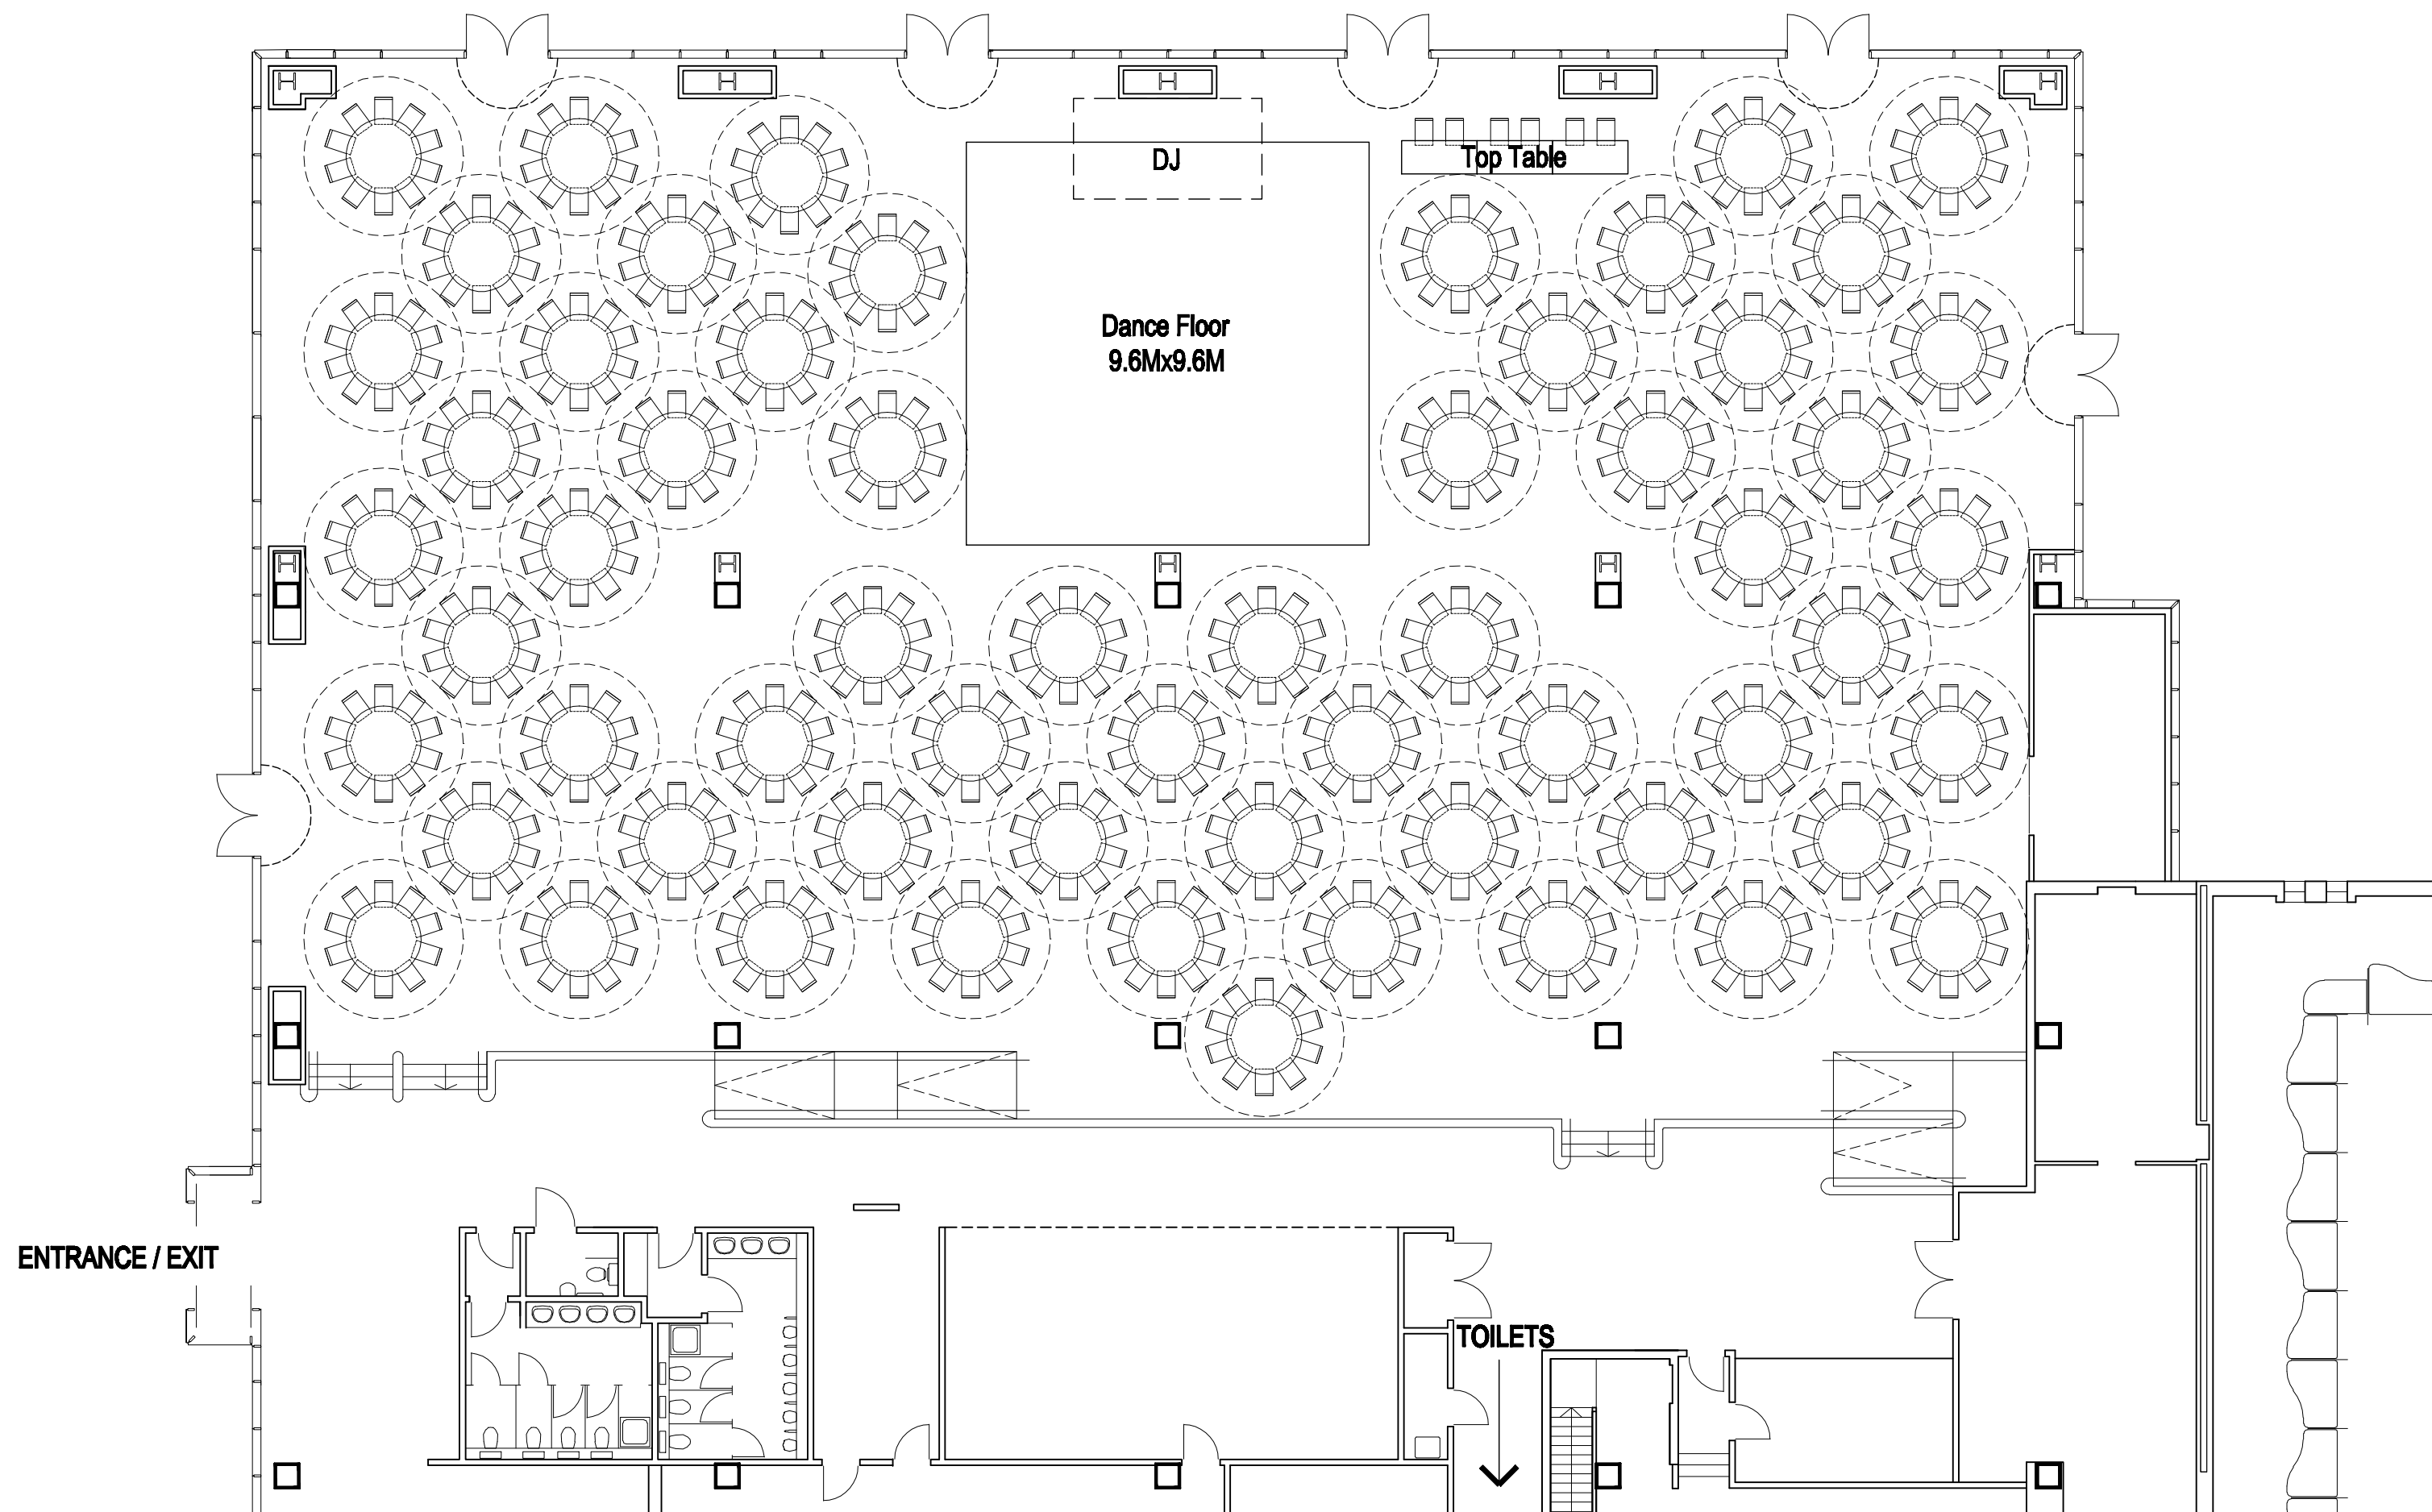 H
H
H
H
H
DJ
Top Table
Dance Floor
9.6Mx9.6M
H
H
H
H
H
ENTRANCE / EXIT
TOILETS